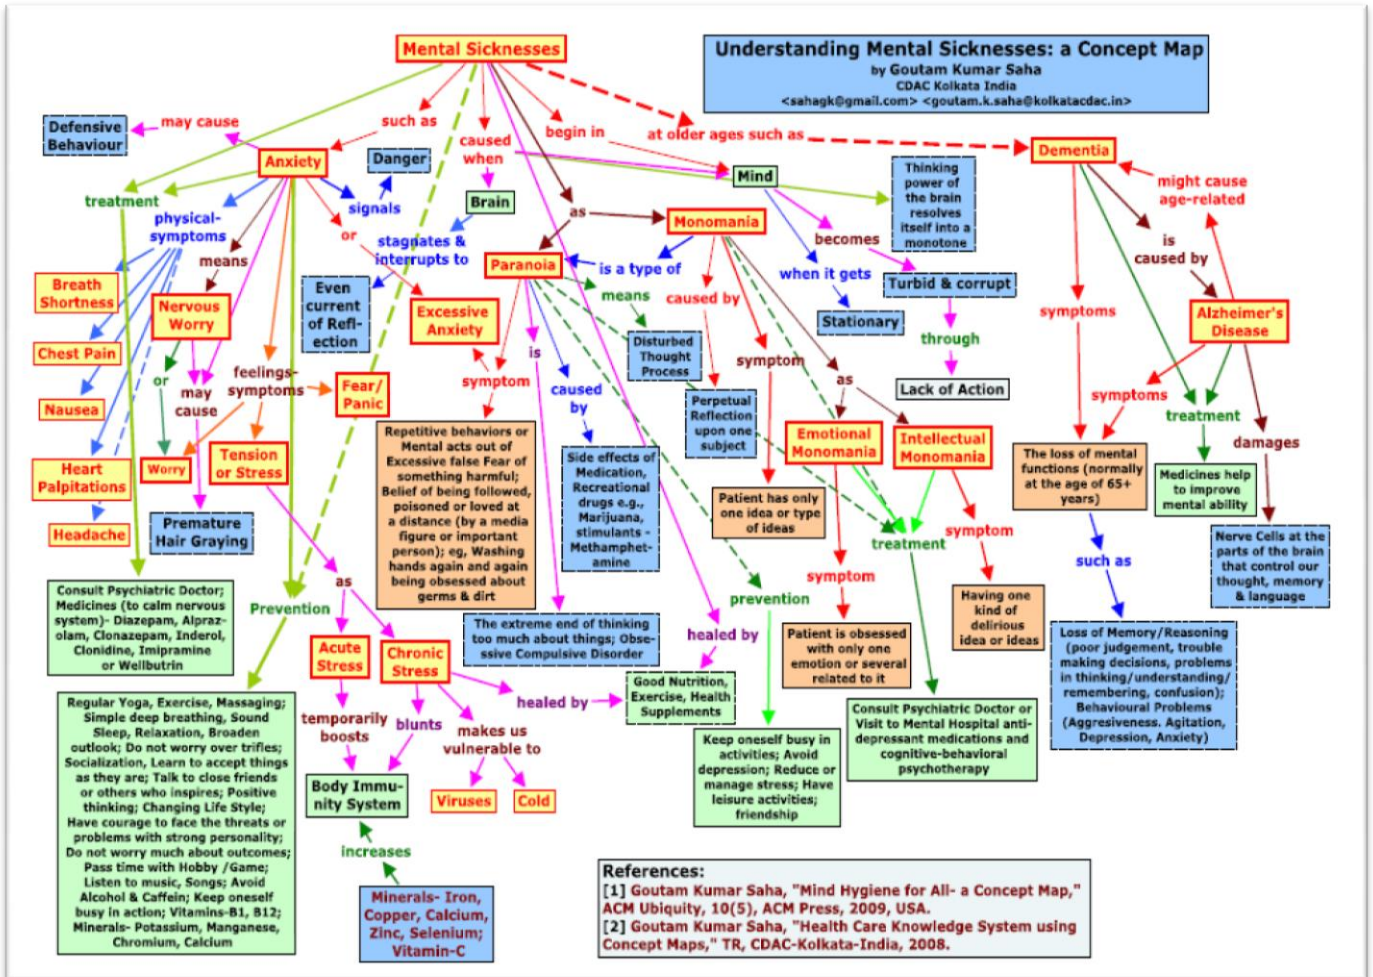 Mental Sicknesses
Understanding Mental Sicknesses: a Concept Map
by Goutam Kumar Saha
CDAC Kolkata India
<sahagk@gmail.com> <goutam.k.saha@kolkatacdac.in>
Defensive
Behaviour
may cause
such as
caused
when
begin in
at older ages such as
Dementia
Anxiety
Danger
Mind
Thinking
power of
the brain
resolves
itself into a
monotone
might cause
age-related
treatment
physical-
symptoms
signals
Brain
as
Monomania
becomes
is
caused by
means
or
stagnates &
interrupts to
Paranoia
is a type of
when it gets
Turbid & corrupt
Breath
Shortness
Nervous
Worry
Even
current
of Refl-
ection
Excessive
Anxiety
means
caused by
Stationary
symptoms
Alzheimer's
Disease
Chest Pain
is
Disturbed
Thought
Process
symptom
through
or
feelings-
symptoms
may
cause
Fear/
Panic
symptom
caused
by
Perpetual
Reflection
upon one
subject
as
Lack of Action
symptoms
treatment
Nausea
Heart
Palpitations
Worry
Tension
or Stress
Repetitive behaviors or
Mental acts out of
Excessive false Fear of
something harmful;
Belief of being followed,
poisoned or loved at
a distance (by a media
figure or important
person); eg, Washing
hands again and again
being obsessed about
germs & dirt
Side effects of
Medication,
Recreational
drugs e.g.,
Marijuana,
stimulants -
Methamphet-
amine
Emotional
Monomania
Intellectual
Monomania
The loss of mental
functions (normally
at the age of 65+
years)
damages
Medicines help
to improve
mental ability
Patient has only
one idea or type
of ideas
Headache
Premature
Hair Graying
treatment
symptom
Nerve Cells at the
parts of the brain
that control our
thought, memory
& language
such as
symptom
Consult Psychiatric Doctor;
Medicines (to calm nervous
system)- Diazepam, Alpraz-
olam, Clonazepam, Inderol,
Clonidine, Imipramine
or Wellbutrin
Prevention
as
prevention
Having one
kind of
delirious
idea or ideas
The extreme end of thinking
too much about things; Obse-
ssive Compulsive Disorder
healed by
Patient is obsessed
with only one
emotion or several
related to it
Loss of Memory/Reasoning
(poor judgement, trouble
making decisions, problems
in thinking/understanding/
remembering, confusion);
Behavioural Problems
(Aggresiveness. Agitation,
Depression, Anxiety)
Acute
Stress
Chronic
Stress
Good Nutrition,
Exercise, Health
Supplements
healed by
Regular Yoga, Exercise, Massaging;
Simple deep breathing, Sound
Sleep, Relaxation, Broaden
outlook; Do not worry over trifles;
Socialization, Learn to accept things
as they are; Talk to close friends
or others who inspires; Positive
thinking; Changing Life Style;
Have courage to face the threats or
problems with strong personality;
Do not worry much about outcomes;
Pass time with Hobby /Game;
Listen to music, Songs; Avoid
Alcohol & Caffein; Keep oneself
busy in action; Vitamins-B1, B12;
Minerals- Potassium, Manganese,
Chromium, Calcium
temporarily
boosts
blunts
makes us
vulnerable to
Consult Psychiatric Doctor or
Visit to Mental Hospital anti-
depressant medications and
cognitive-behavioral
psychotherapy
Keep oneself busy in
activities; Avoid
depression; Reduce or
manage stress; Have
leisure activities;
friendship
Body Immu-
nity System
Viruses
Cold
increases
Minerals- Iron,
Copper, Calcium,
Zinc, Selenium;
Vitamin-C
References:
[1] Goutam Kumar Saha, "Mind Hygiene for All- a Concept Map,"
ACM Ubiquity, 10(5), ACM Press, 2009, USA.
[2] Goutam Kumar Saha, "Health Care Knowledge System using
Concept Maps," TR, CDAC-Kolkata-India, 2008.